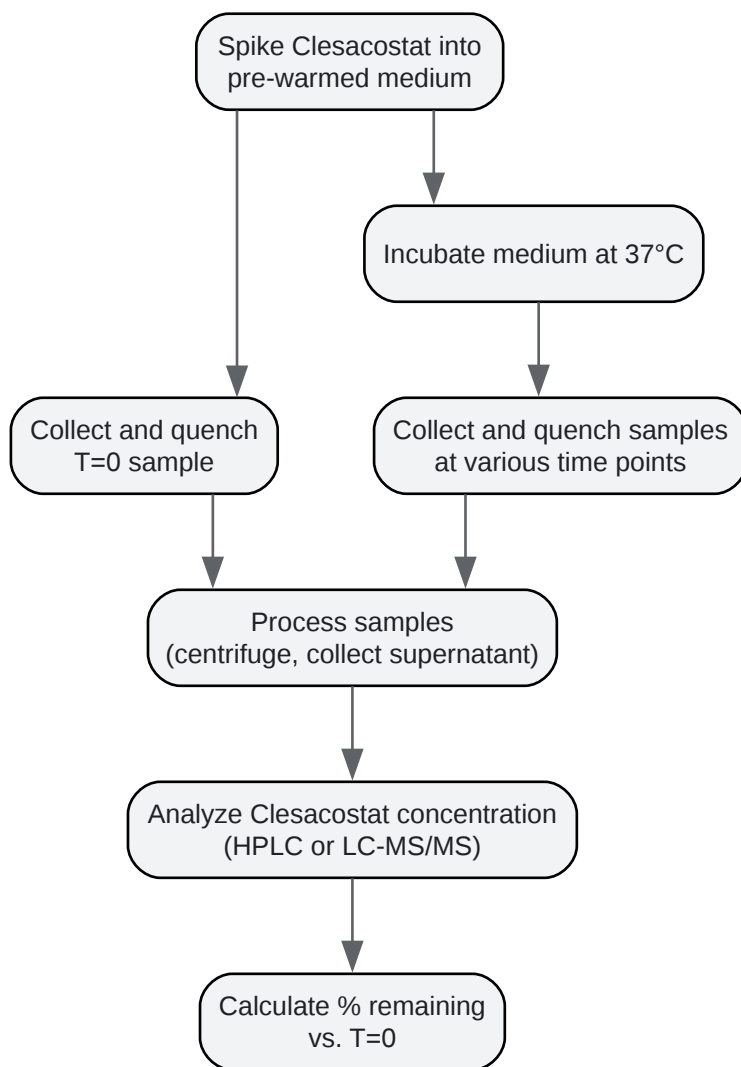 Spike Clesacostat into
pre-warmed medium
Incubate medium at 37°C
Collect and quench
T=0 sample
Collect and quench samples
at various time points
Process samples
(centrifuge, collect supernatant)
Analyze Clesacostat concentration
(HPLC or LC-MS/MS)
Calculate % remaining
vs. T=0